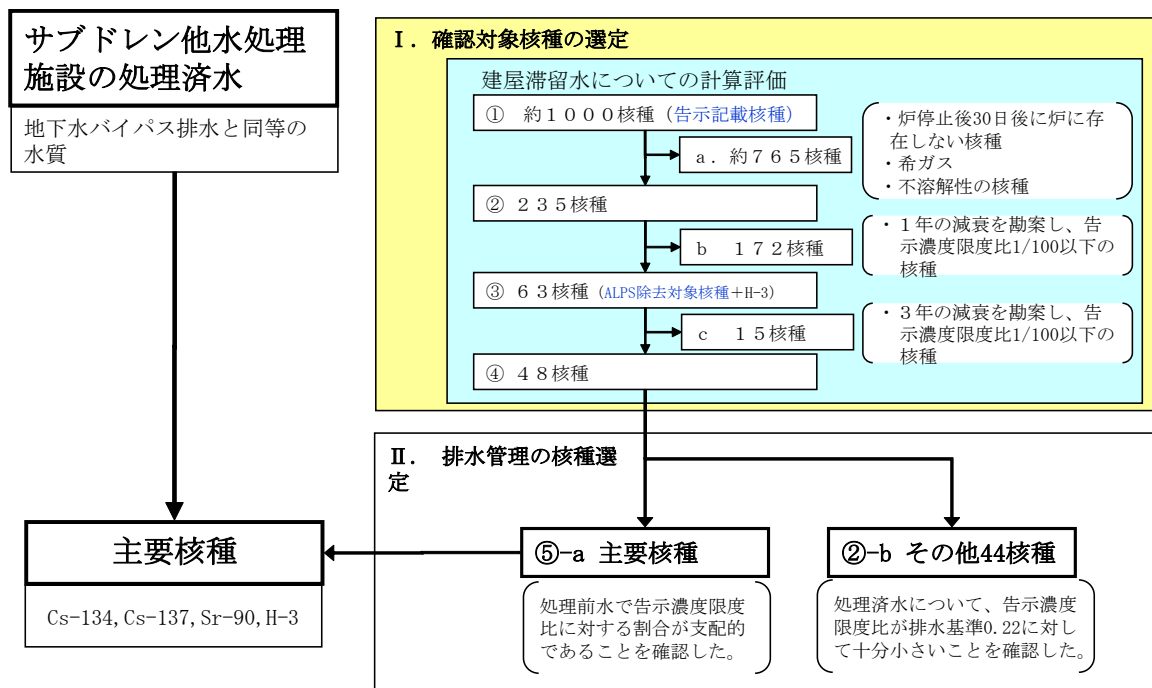 サブドレン他水処理
施設の処理済水
地下水バイパス排水と同等の
水質
主要核種
Cs-134,Cs-137,Sr-90,H-3
Ⅰ．確認対象核種の選定
建屋滞留水についての計算評価
① 約1000核種（告示記載核種）
a．約765核種
・炉停止後30日後に炉に存
在しない核種
・希ガス
・不溶解性の核種
② 235核種
b 172核種
・１年の減衰を勘案し、告
示濃度限度比1/100以下の
核種
③ 63核種（ALPS除去対象核種＋H-3）
c 15核種
・３年の減衰を勘案し、告
示濃度限度比1/100以下の
核種
④ 48核種
Ⅱ． 排水管理の核種選
定
⑤-a 主要核種
処理前水で告示濃度限度
比に対する割合が支配的
であることを確認した。
②-b その他44核種
処理済水について、告示濃度
限度比が排水基準0.22に対し
て十分小さいことを確認した。